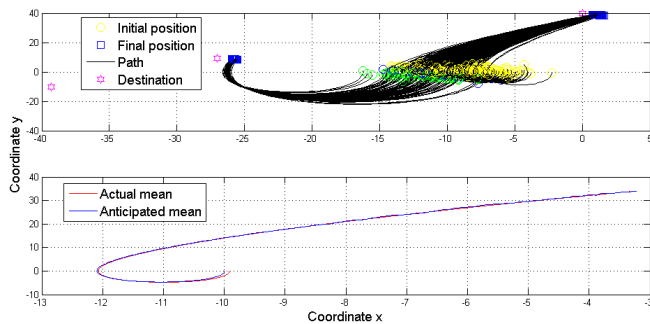 40
20
0
-20
-40
Initial position
Final position
Path
Destination
-40 -35 -30 -25 -20 -15 -10 -5 0 5
Coordinate y
40
30
20
10
0
-10
Actual mean
Anticipated mean
-13 -12 -11 -10 -9 -8 -7 -6 -5 -4 -3
Coordinate x